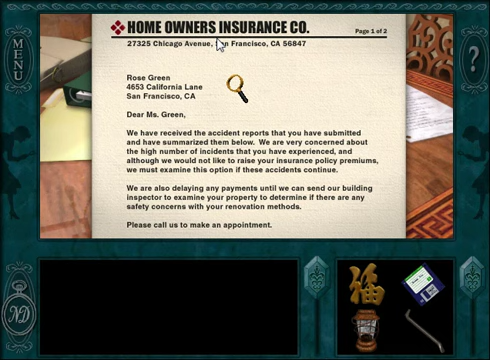 HOME OWNERS INSURANCE CO.
Page 1 of 2
27325 Chicago Avenue, San Francisco, CA 56847
Rose Green
4653 California Lane
San Francisco, CA
Dear Ms. Green,
We have received the accident reports that you have submitted
and have summarized them below. We are very concerned about
the high number of incidents that you have experienced, and
although we would not like to raise your insurance policy premiums,
we must examine this option if these accidents continue.
We are also delaying any payments until we can send our building
inspector to examine your property to determine if there are any
safety concerns with your renovation methods.
Please call us to make an appointment.
MENU
?
ND
福